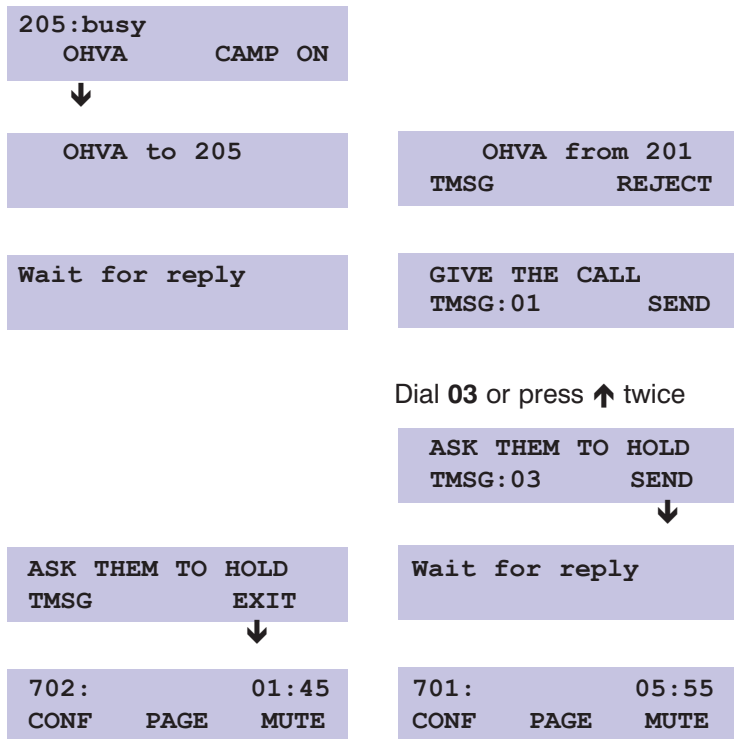 205:busy
OHVA CAMP ON
OHVA to 205
OHVA from 201
TMSG REJECT
Wait for reply
GIVE THE CALL
TMSG:01 SEND
Dial 03 or press ↑ twice
ASK THEM TO HOLD
TMSG:03 SEND
ASK THEM TO HOLD
TMSG EXIT
Wait for reply
702: 01:45
CONF PAGE MUTE
701: 05:55
CONF PAGE MUTE